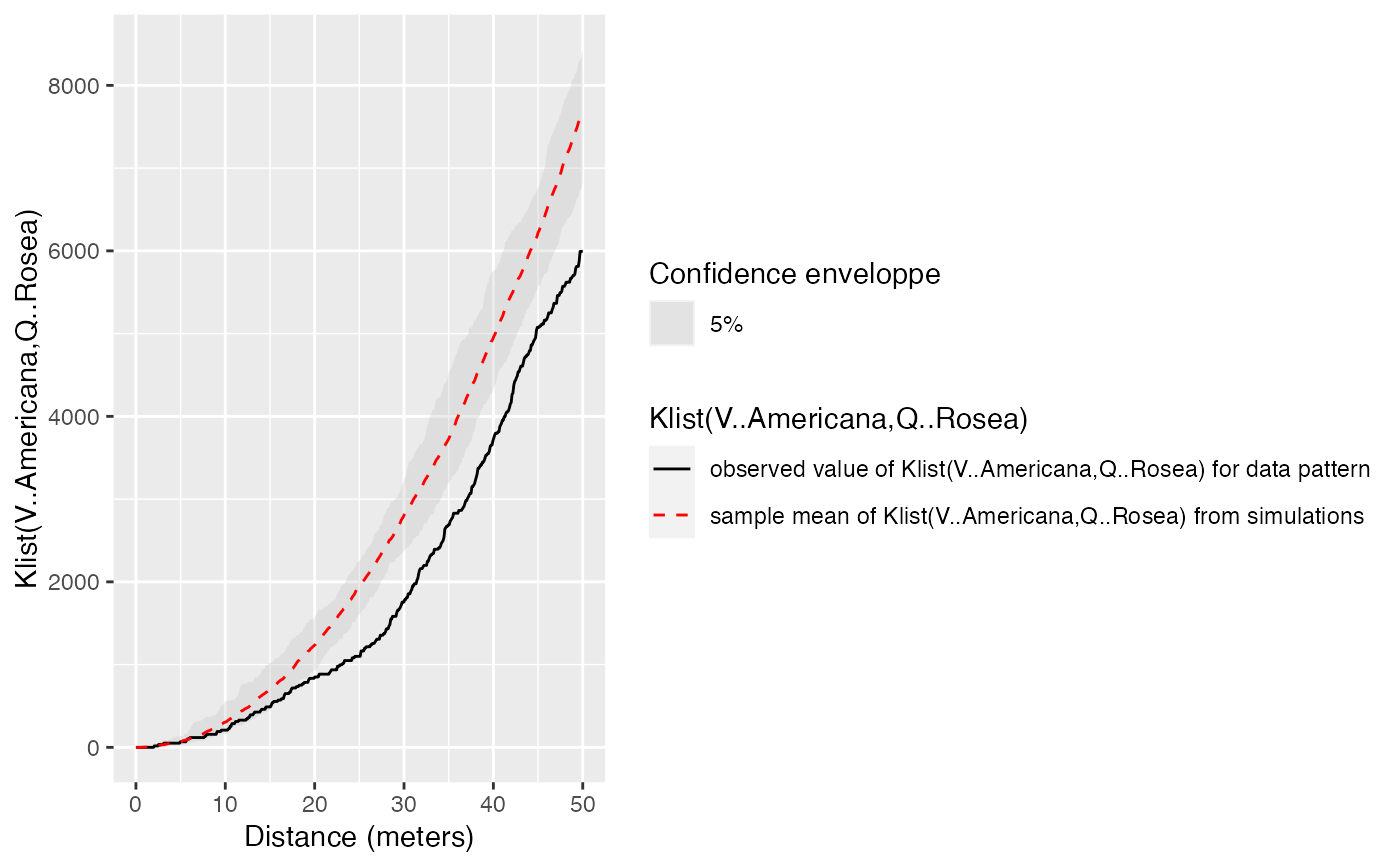 8000
6000
4000
2000
0
Klist(V..Americana,Q..Rosea)
0 10 20 30 40 50
Distance (meters)
Confidence enveloppe
5%
Klist(V..Americana,Q..Rosea)
observed value of Klist(V..Americana,Q..Rosea) for data pattern
sample mean of Klist(V..Americana,Q..Rosea) from simulations